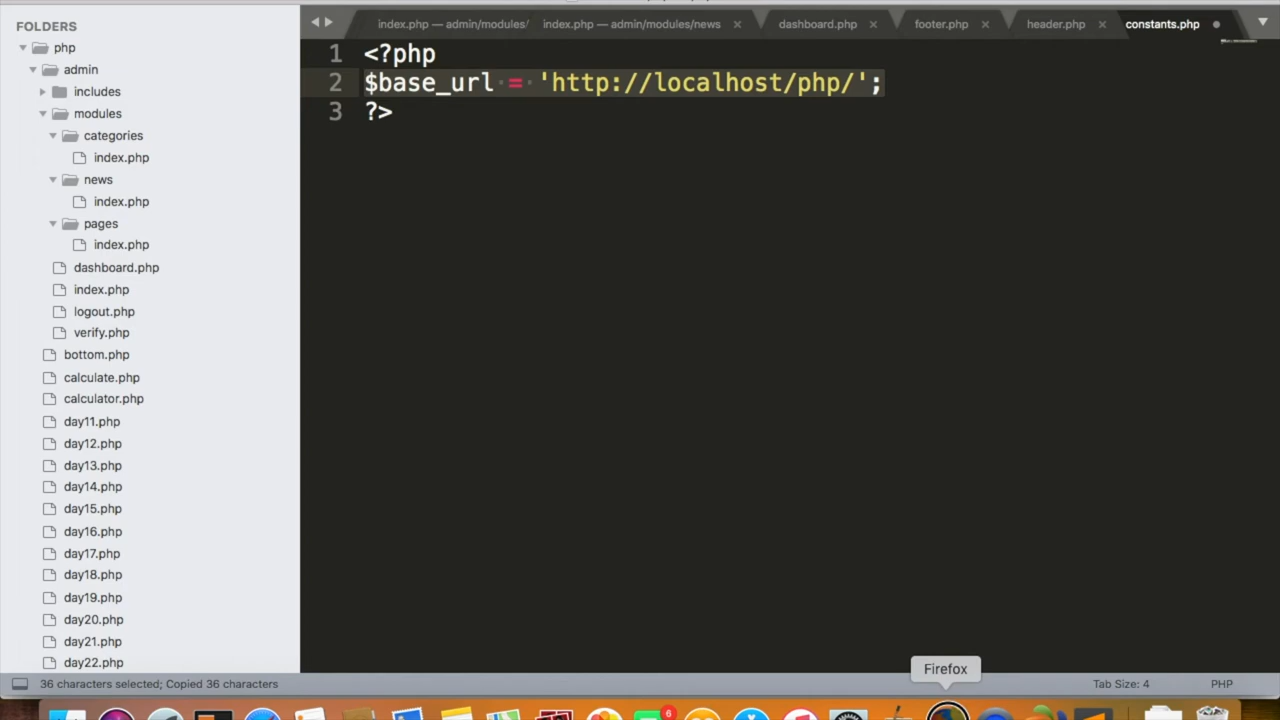 FOLDERS
php
admin
includes
modules
categories
index.php
news
index.php
pages
index.php
dashboard.php
index.php
logout.php
verify.php
bottom.php
calculate.php
calculator.php
day11.php
day12.php
day13.php
day14.php
day15.php
day16.php
day17.php
day18.php
day19.php
day20.php
day21.php
day22.php
index.php — admin/modules/ index.php — admin/modules/news dashboard.php footer.php header.php constants.php
1 <?php
2 $base_url = 'http://localhost/php/';
3 ?>
Firefox
36 characters selected; Copied 36 characters Tab Size: 4 PHP
6